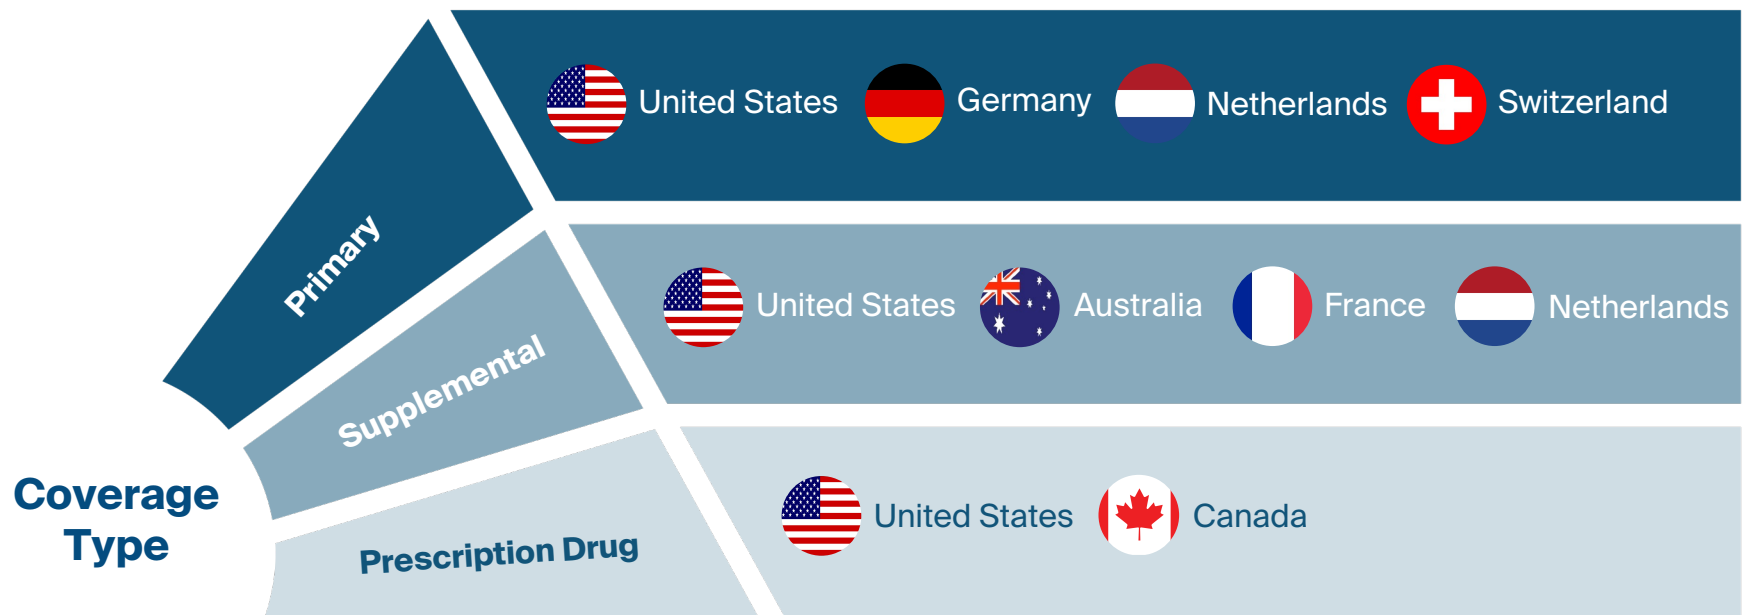 Primary
United States Germany Netherlands Switzerland
Supplemental
United States Australia France Netherlands
Coverage
Type
Prescription Drug
United States Canada